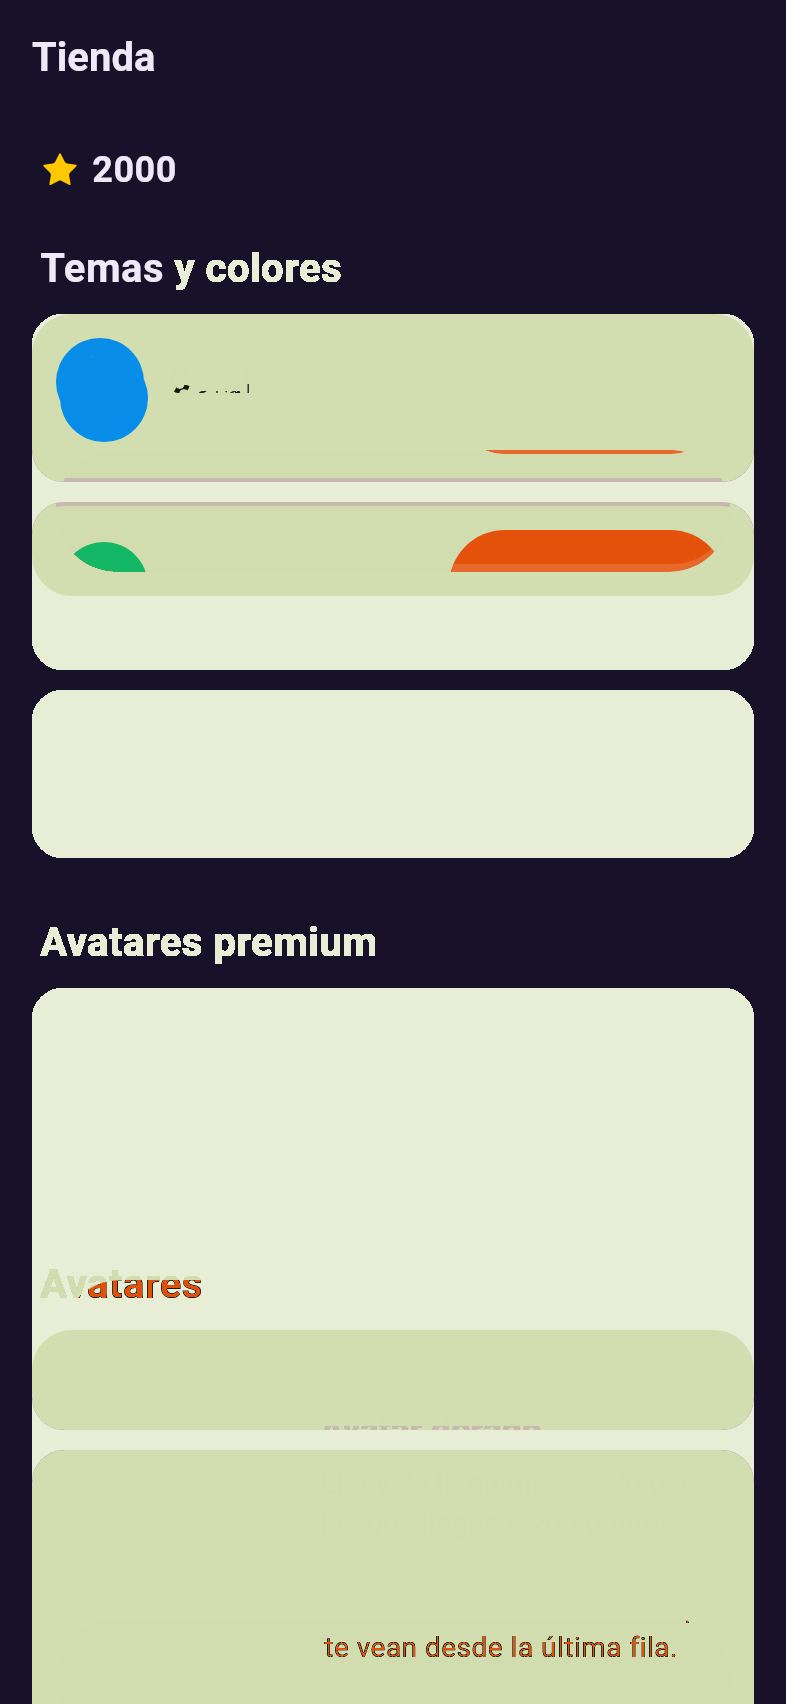 Tienda
2000
Temas y colores
Avatares premium
Avatares
te vean desde la última fila.